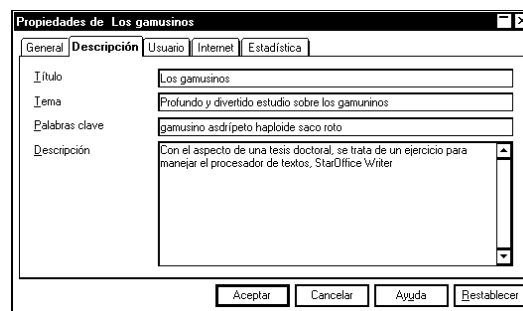 Propiedades de Los gamusinos
General Descripción Usuario Internet Estadística
Título Los gamusinos
Tema Profundo y divertido estudio sobre los gamuninos
Palabras clave gamusino asdrípeto haploide saco roto
Descripción Con el aspecto de una tesis doctoral, se trata de un ejercicio para
manejar el procesador de textos, StarOffice Writer
Aceptar Cancelar Ayuda Restablecer